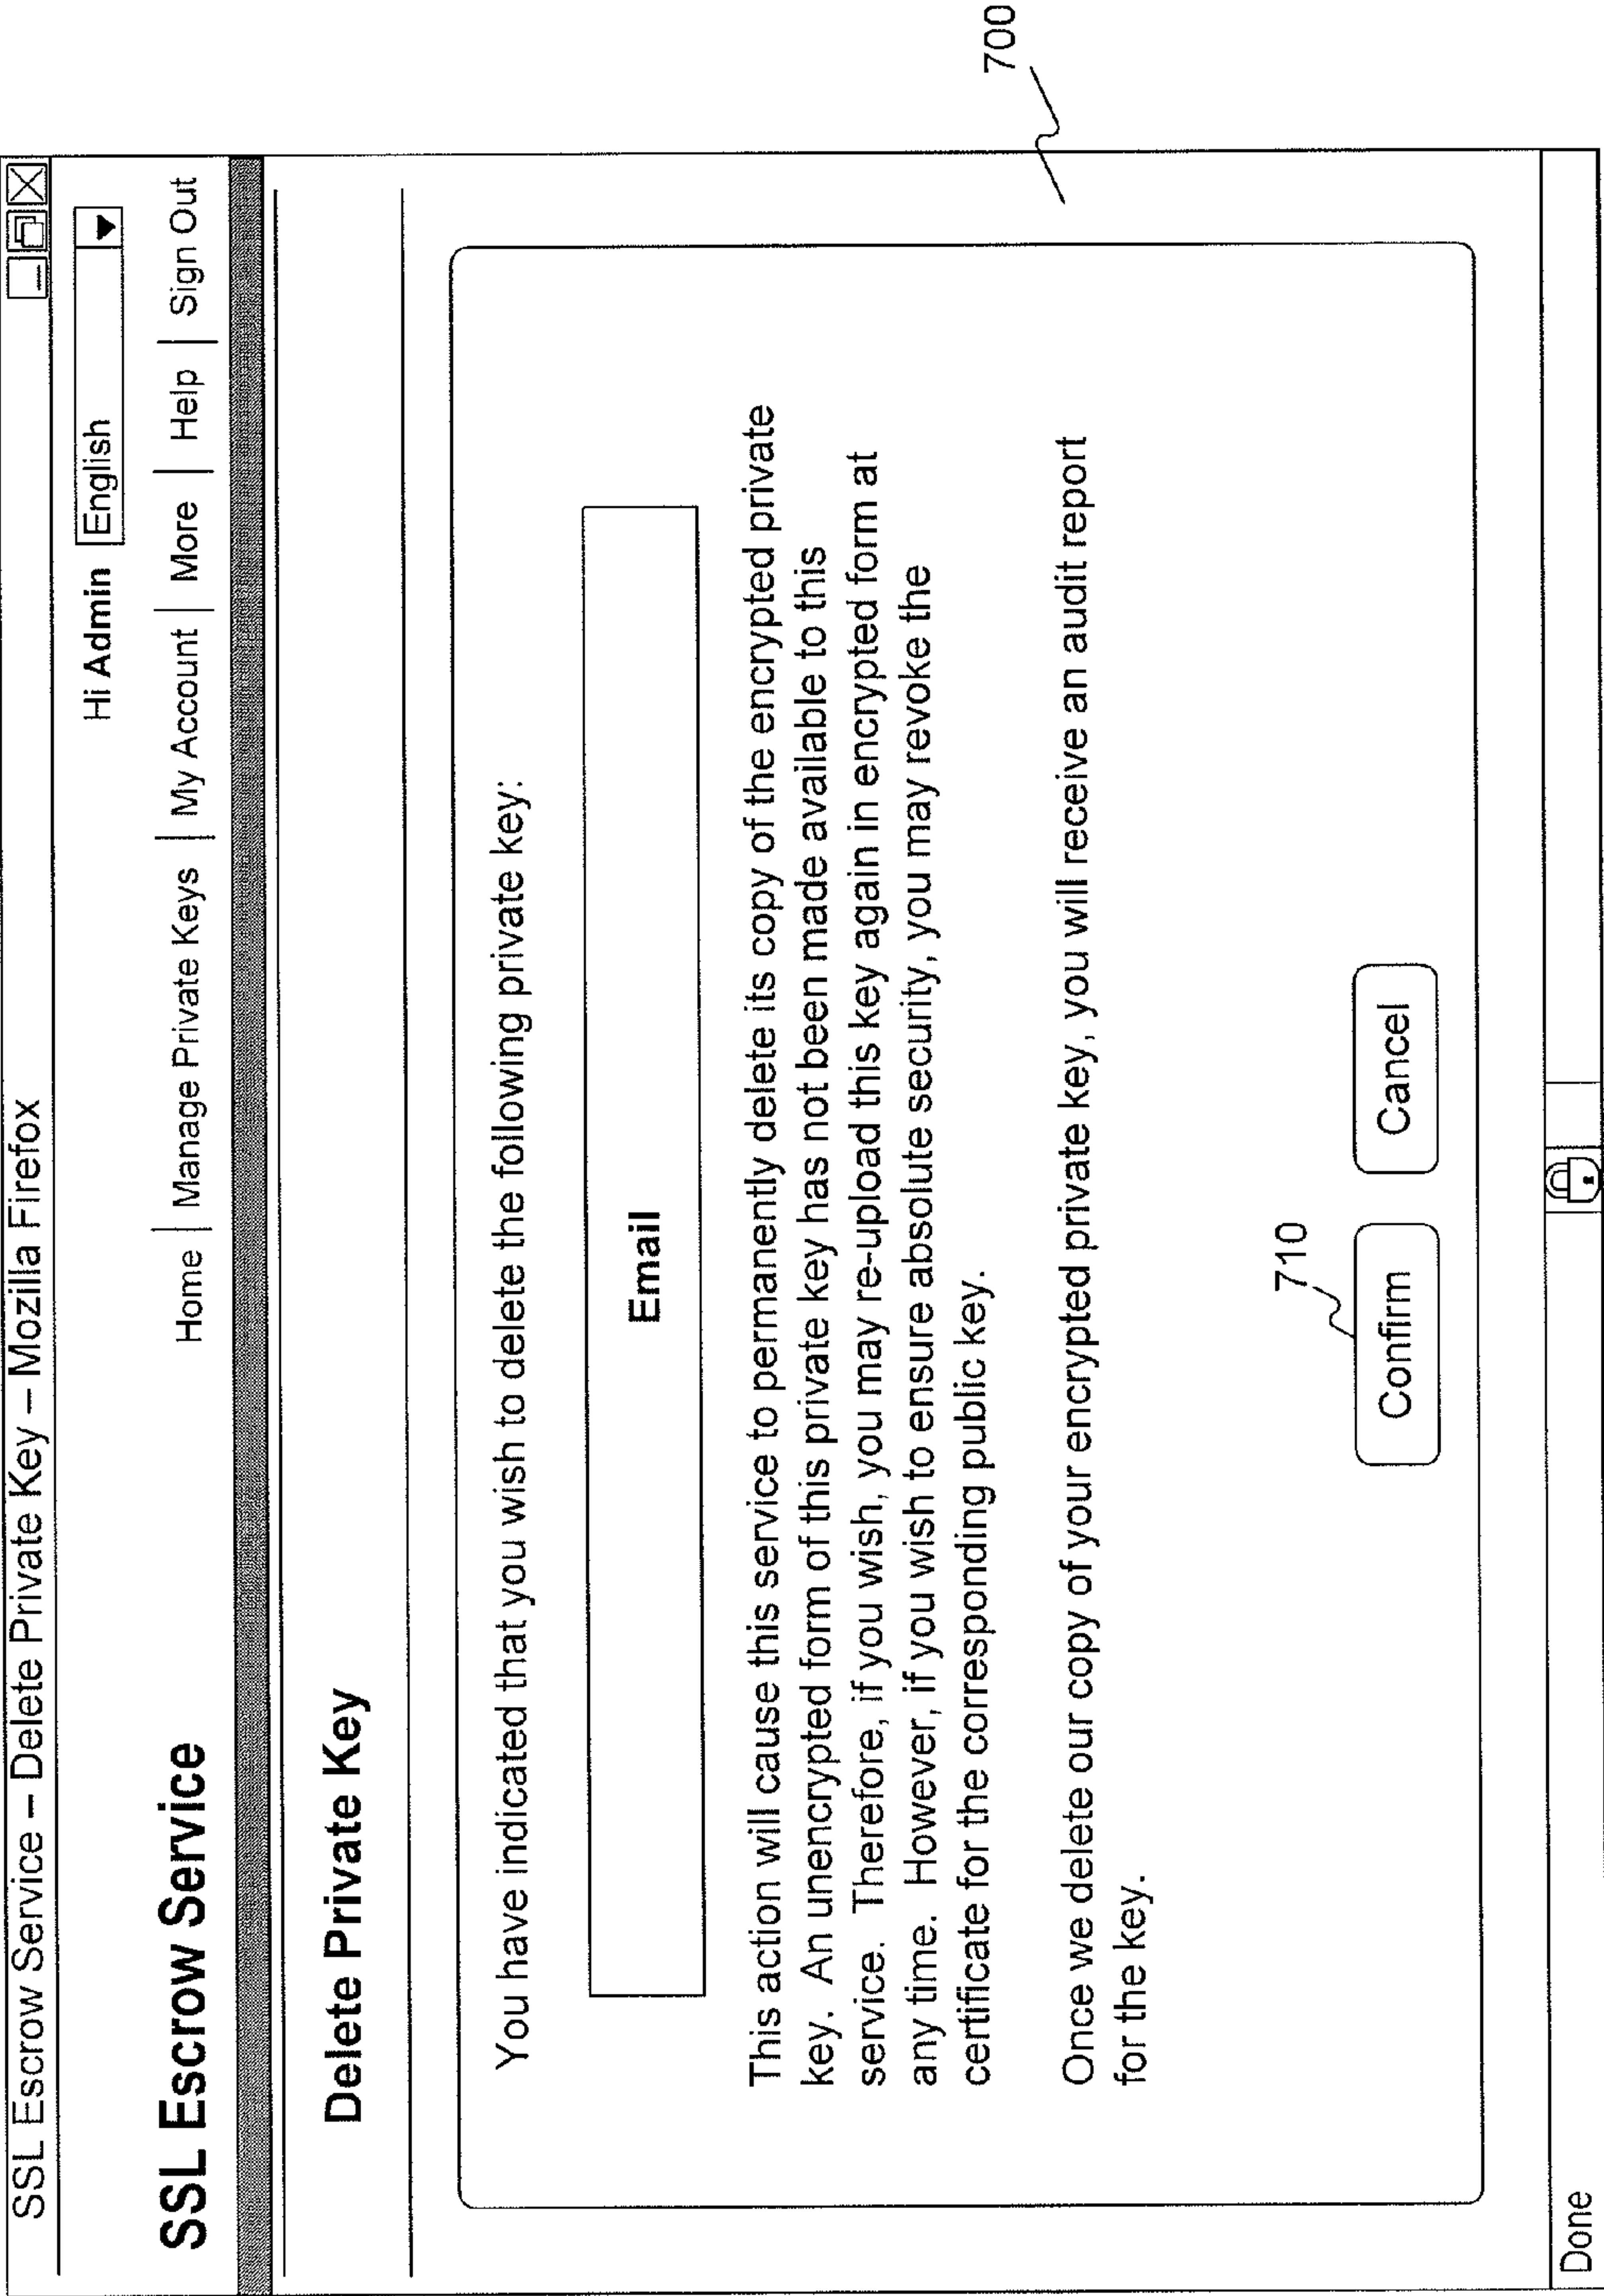 SSL Escrow Service – Delete Private Key – Mozilla Firefox
Hi Admin English
SSL Escrow Service
Home | Manage Private Keys | My Account | More | Help | Sign Out
Delete Private Key
You have indicated that you wish to delete the following private key:
Email
This action will cause this service to permanently delete its copy of the encrypted private
key. An unencrypted form of this private key has not been made available to this
service. Therefore, if you wish, you may re-upload this key again in encrypted form at
any time. However, if you wish to ensure absolute security, you may revoke the
certificate for the corresponding public key.
Once we delete our copy of your encrypted private key, you will receive an audit report
for the key.
710
Confirm Cancel
Done
700